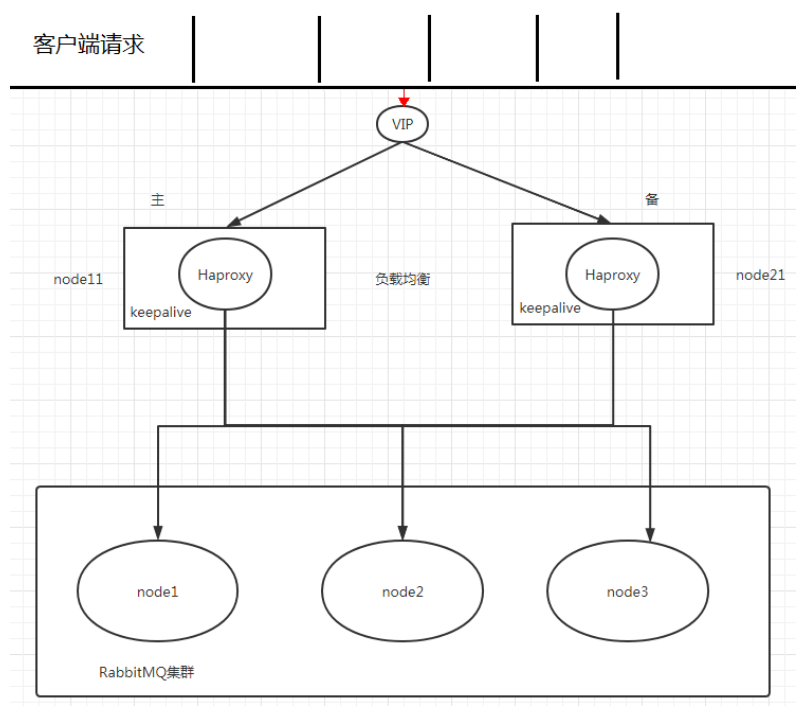 客户端请求
VIP
主
备
Haproxy
keepalive
node11
负载均衡
Haproxy
keepalive
node21
node1
node2
node3
RabbitMQ集群